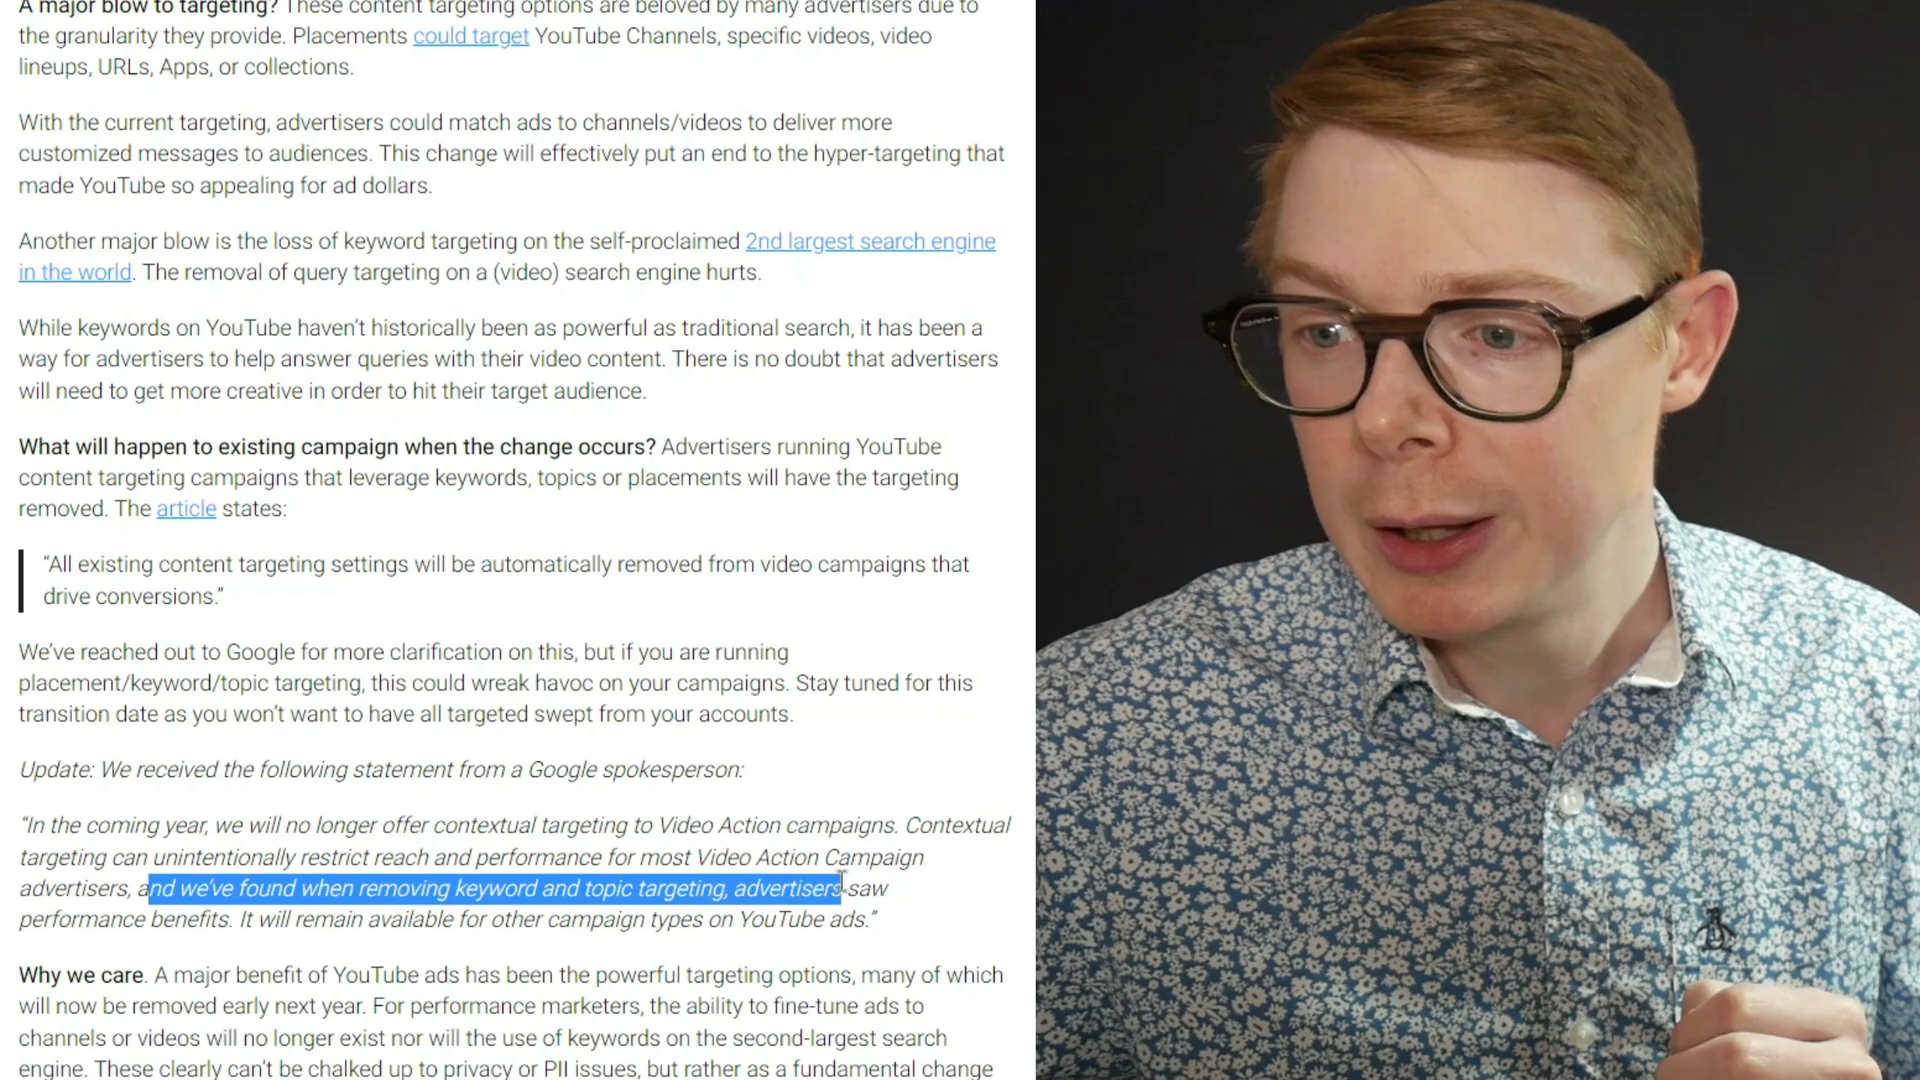 A major blow to targeting? These content targeting options are beloved by many advertisers due to
the granularity they provide. Placements could target YouTube Channels, specific videos, video
lineups, URLs, Apps, or collections.
With the current targeting, advertisers could match ads to channels/videos to deliver more
customized messages to audiences. This change will effectively put an end to the hyper-targeting that
made YouTube so appealing for ad dollars.
Another major blow is the loss of keyword targeting on the self-proclaimed 2nd largest search engine
in the world. The removal of query targeting on a (video) search engine hurts.
While keywords on YouTube haven’t historically been as powerful as traditional search, it has been a
way for advertisers to help answer queries with their video content. There is no doubt that advertisers
will need to get more creative in order to hit their target audience.
What will happen to existing campaign when the change occurs? Advertisers running YouTube
content targeting campaigns that leverage keywords, topics or placements will have the targeting
removed. The article states:
“All existing content targeting settings will be automatically removed from video campaigns that
drive conversions.”
We’ve reached out to Google for more clarification on this, but if you are running
placement/keyword/topic targeting, this could wreak havoc on your campaigns. Stay tuned for this
transition date as you won’t want to have all targeted swept from your accounts.
Update: We received the following statement from a Google spokesperson:
“In the coming year, we will no longer offer contextual targeting to Video Action campaigns. Contextual
targeting can unintentionally restrict reach and performance for most Video Action Campaign
advertisers, and we’ve found when removing keyword and topic targeting, advertisers saw
performance benefits. It will remain available for other campaign types on YouTube ads.”
Why we care. A major benefit of YouTube ads has been the powerful targeting options, many of which
will now be removed early next year. For performance marketers, the ability to fine-tune ads to
channels or videos will no longer exist nor will the use of keywords on the second-largest search
engine. These clearly can’t be chalked up to privacy or PII issues, but rather as a fundamental change